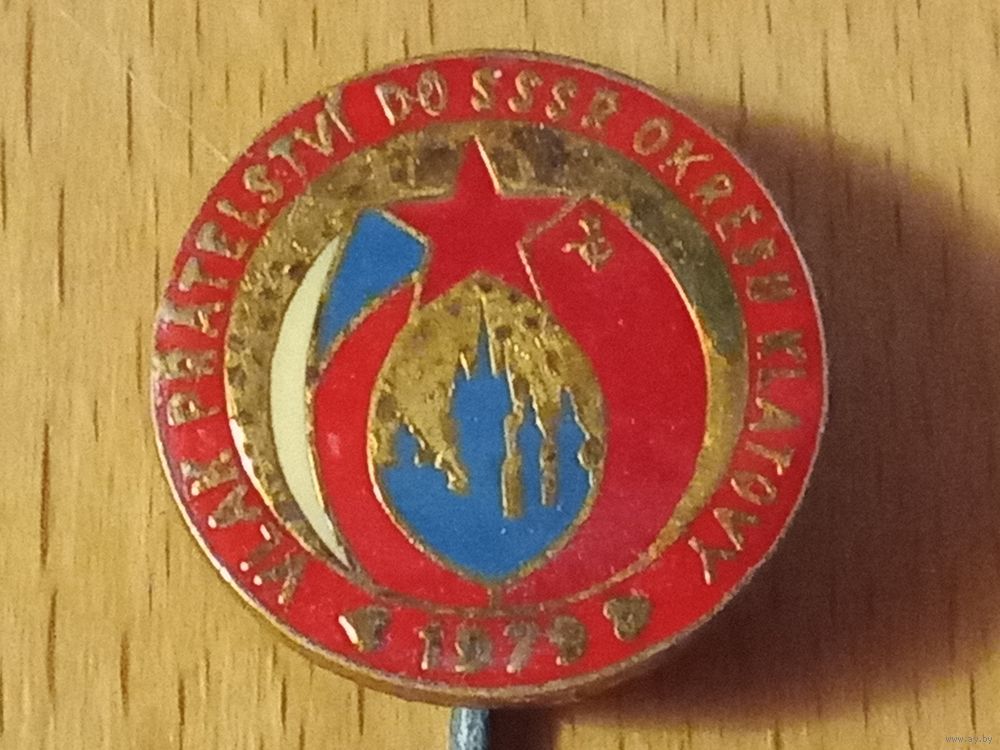 VLAK PŘÁTELSTVÍ DO SSSR OKRESU KLATOVY
1979
www.ay.by